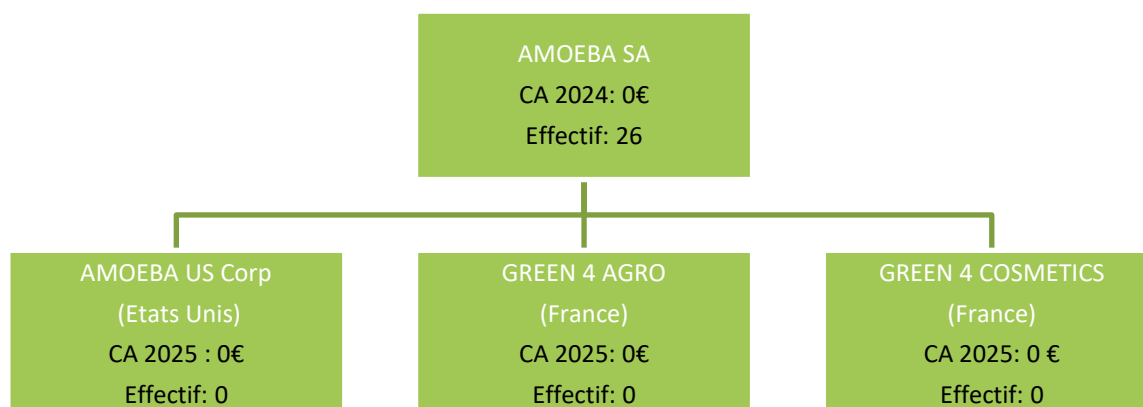 AMOEBA SA
CA 2024: 0€
Effectif: 26
AMOEBA US Corp
(Etats Unis)
CA 2025 : 0€
Effectif: 0
GREEN 4 AGRO
(France)
CA 2025: 0€
Effectif: 0
GREEN 4 COSMETICS
(France)
CA 2025: 0 €
Effectif: 0